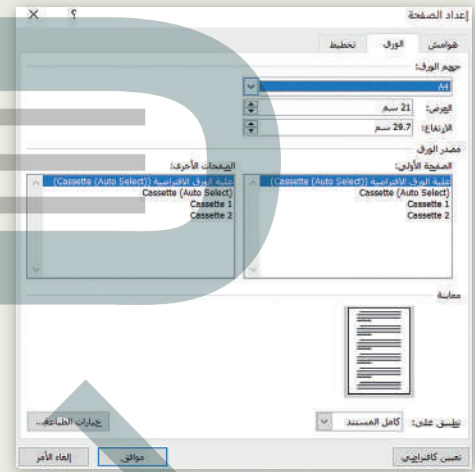 إعداد الصفحة
هوامش الورق تخطيط
حجم الورق:
A4
العرض: 21 سم
الارتفاع: 29.7 سم
مصدر الورق
الصفحة الأولى: الصفحات الأخرى:
علبة الورق الافتراضية (Cassette (Auto Select)) علبة الورق الافتراضية (Cassette (Auto Select))
Cassette (Auto Select) Cassette (Auto Select)
Cassette 1 Cassette 1
Cassette 2 Cassette 2
معاينة
تطبيق على: كامل المستند خيارات الطباعة...
تعيين كافتراضي موافق إلغاء الأمر